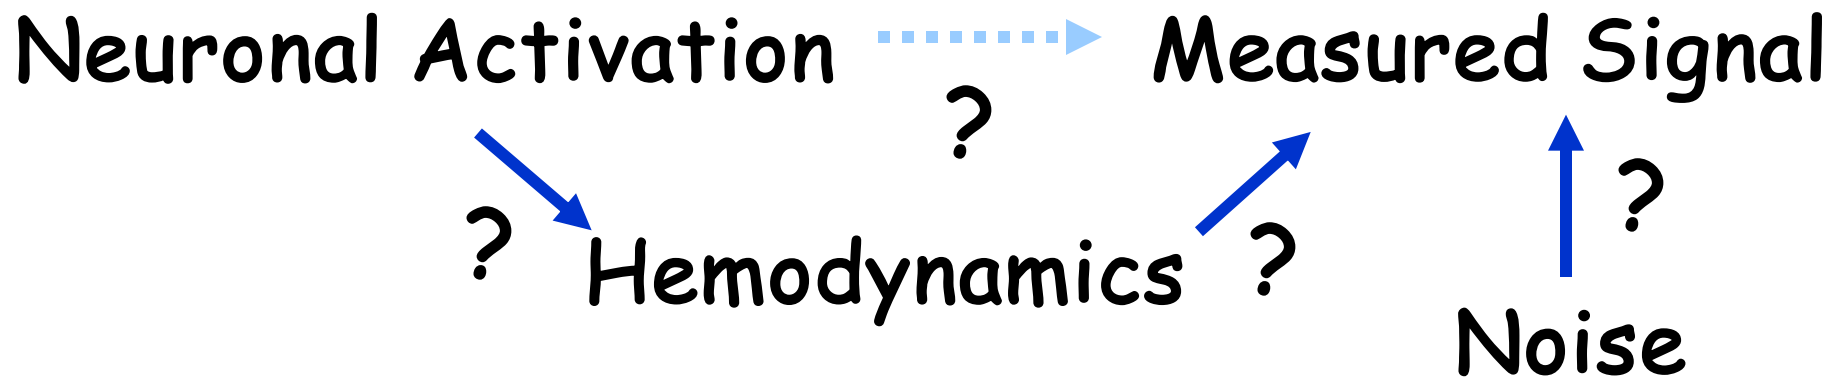 Neuronal Activation
Measured Signal
?
?
?
Hemodynamics
?
Noise